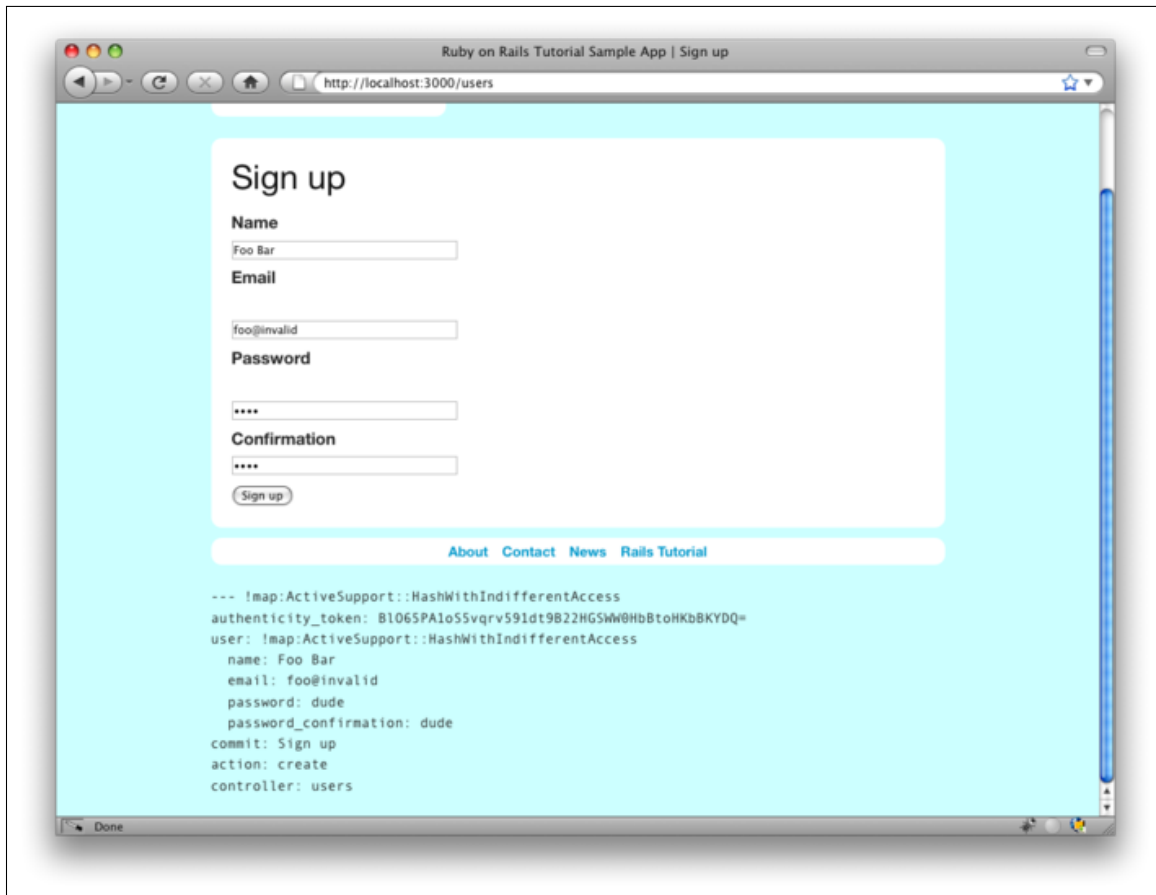 Ruby on Rails Tutorial Sample App | Sign up
http://localhost:3000/users
Sign up
Name
Foo Bar
Email
foo@invalid
Password
••••
Confirmation
••••
Sign up
About Contact News Rails Tutorial
--- !map:ActiveSupport::HashWithIndifferentAccess
authenticity_token: BlO65PA1oS5vqrv591dt9B22HGSWW0HbBtoHKbBKYDQ=
user: !map:ActiveSupport::HashWithIndifferentAccess
  name: Foo Bar
  email: foo@invalid
  password: dude
  password_confirmation: dude
commit: Sign up
action: create
controller: users
Done